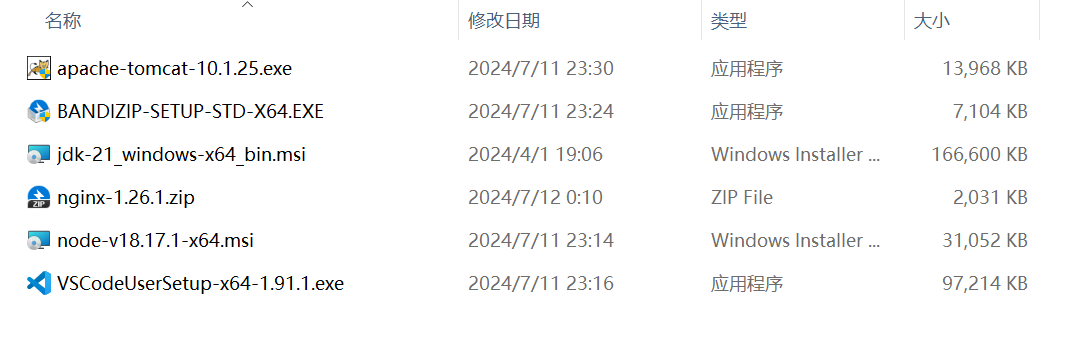 名称 修改日期 类型 大小
apache-tomcat-10.1.25.exe 2024/7/11 23:30 应用程序 13,968 KB
BANDIZIP-SETUP-STD-X64.EXE 2024/7/11 23:24 应用程序 7,104 KB
jdk-21_windows-x64_bin.msi 2024/4/1 19:06 Windows Installer ... 166,600 KB
nginx-1.26.1.zip 2024/7/12 0:10 ZIP File 2,031 KB
node-v18.17.1-x64.msi 2024/7/11 23:14 Windows Installer ... 31,052 KB
VSCodeUserSetup-x64-1.91.1.exe 2024/7/11 23:16 应用程序 97,214 KB